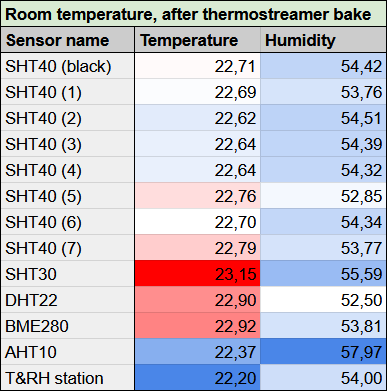 Room temperature, after thermostreamer bake
Sensor name Temperature Humidity
SHT40 (black) 22,71 54,42
SHT40 (1) 22,69 53,76
SHT40 (2) 22,62 54,51
SHT40 (3) 22,64 54,39
SHT40 (4) 22,64 54,32
SHT40 (5) 22,76 52,85
SHT40 (6) 22,70 54,34
SHT40 (7) 22,79 53,77
SHT30 23,15 55,59
DHT22 22,90 52,50
BME280 22,92 53,81
AHT10 22,37 57,97
T&RH station 22,20 54,00